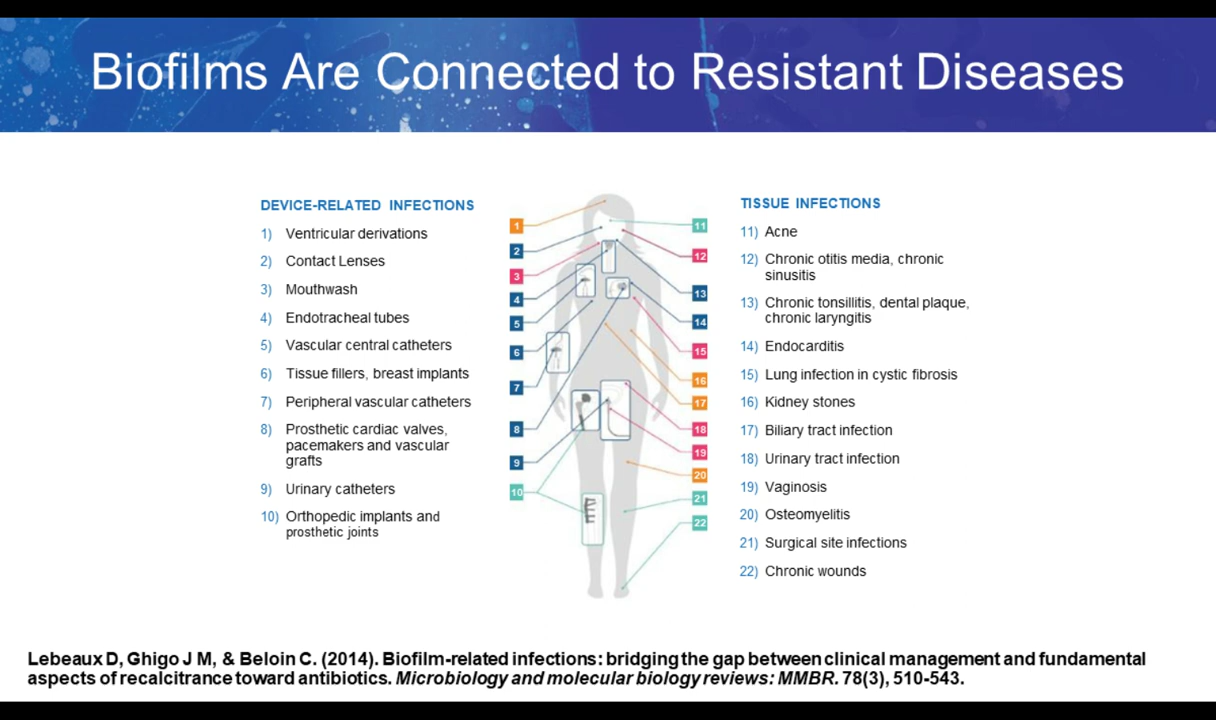 Biofilms Are Connected to Resistant Diseases
DEVICE-RELATED INFECTIONS
1) Ventricular derivations
2) Contact Lenses
3) Mouthwash
4) Endotracheal tubes
5) Vascular central catheters
6) Tissue fillers, breast implants
7) Peripheral vascular catheters
8) Prosthetic cardiac valves,
pacemakers and vascular
grafts
9) Urinary catheters
10) Orthopedic implants and
prosthetic joints
1
2
3
4
5
6
7
8
9
10
11
12
13
14
15
16
17
18
19
20
21
22
TISSUE INFECTIONS
11) Acne
12) Chronic otitis media, chronic
sinusitis
13) Chronic tonsillitis, dental plaque,
chronic laryngitis
14) Endocarditis
15) Lung infection in cystic fibrosis
16) Kidney stones
17) Biliary tract infection
18) Urinary tract infection
19) Vaginosis
20) Osteomyelitis
21) Surgical site infections
22) Chronic wounds
Lebeaux D, Ghigo J M, & Beloin C. (2014). Biofilm-related infections: bridging the gap between clinical management and fundamental
aspects of recalcitrance toward antibiotics. Microbiology and molecular biology reviews: MMBR. 78(3), 510-543.